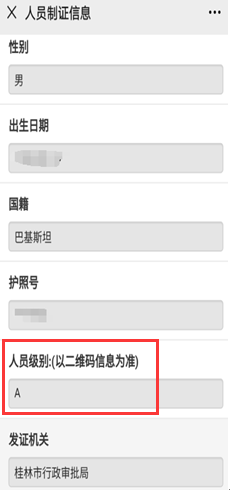 人员制证信息
性别
男
出生日期
国籍
巴基斯坦
护照号
人员级别:(以二维码信息为准)
A
发证机关
桂林市行政审批局